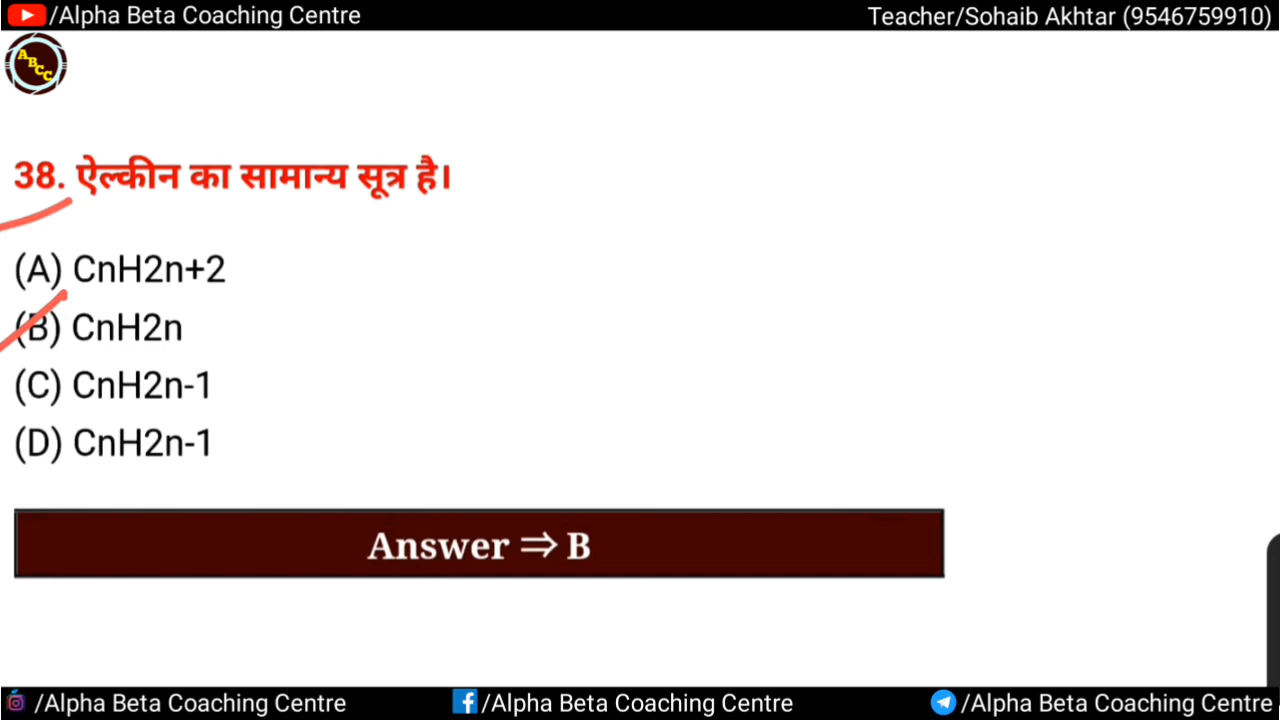 /Alpha Beta Coaching Centre
Teacher/Sohaib Akhtar (9546759910)
ABCC
38. ऐल्कीन का सामान्य सूत्र है।
(A) CnH2n+2
(B) CnH2n
(C) CnH2n-1
(D) CnH2n-1
Answer ⇒ B
/Alpha Beta Coaching Centre
/Alpha Beta Coaching Centre
/Alpha Beta Coaching Centre